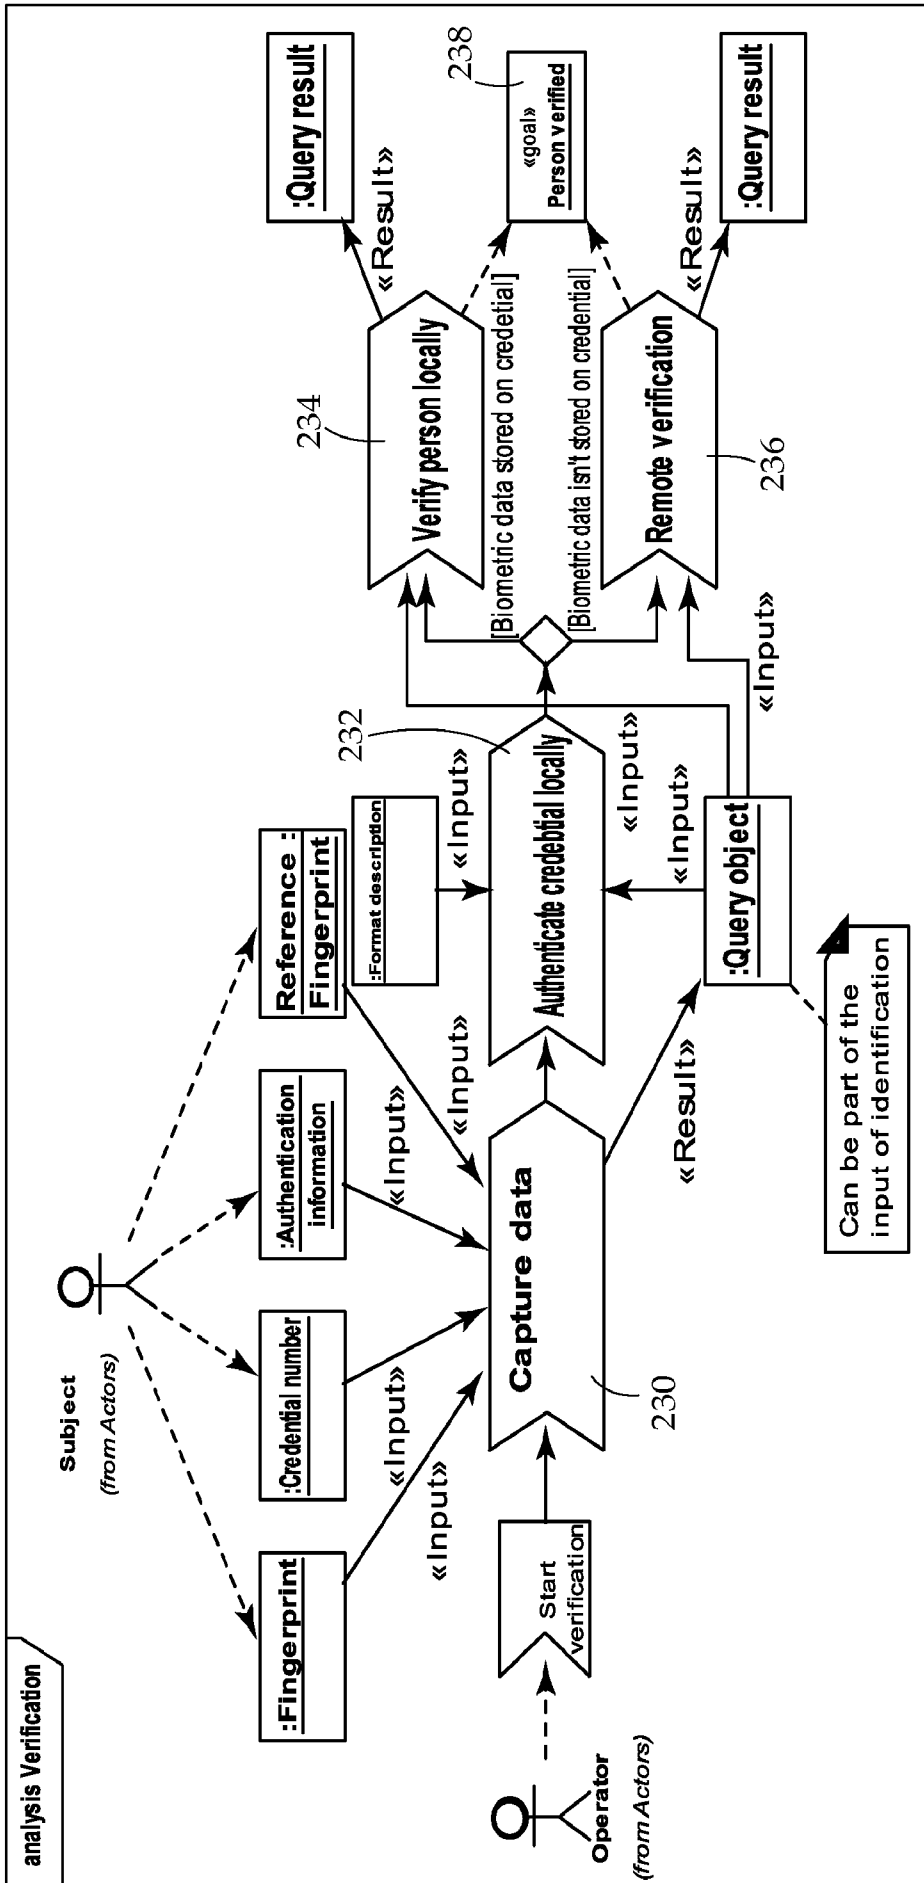 analysis Verification
Subject
(from Actors)
:Fingerprint
:Credential number
:Authentication
information
Reference :
Fingerprint
:Format description
«Input»
«Input»
«Input»
«Input»
«Input»
Operator
(from Actors)
Start
verification
Capture data
230
Authenticate credebtial locally
232
«Result»
«Input»
«Input»
«Input»
:Query object
Can be part of the
input of identification
Verify person locally
234
[Biometric data stored on credetial]
[Biometric data isn't stored on credential]
Remote verification
236
«Result»
:Query result
«goal»
Person verified
238
«Result»
:Query result